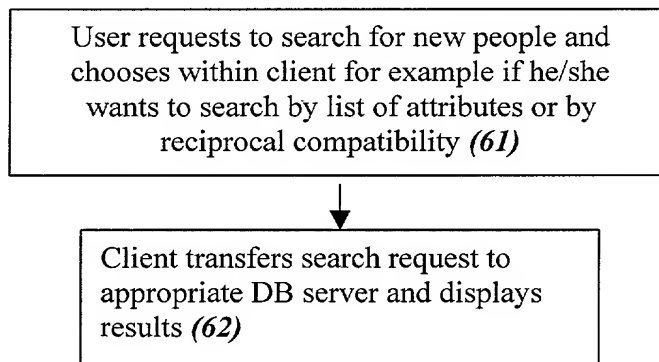 User requests to search for new people and
chooses within client for example if he/she
wants to search by list of attributes or by
reciprocal compatibility (61)
Client transfers search request to
appropriate DB server and displays
results (62)